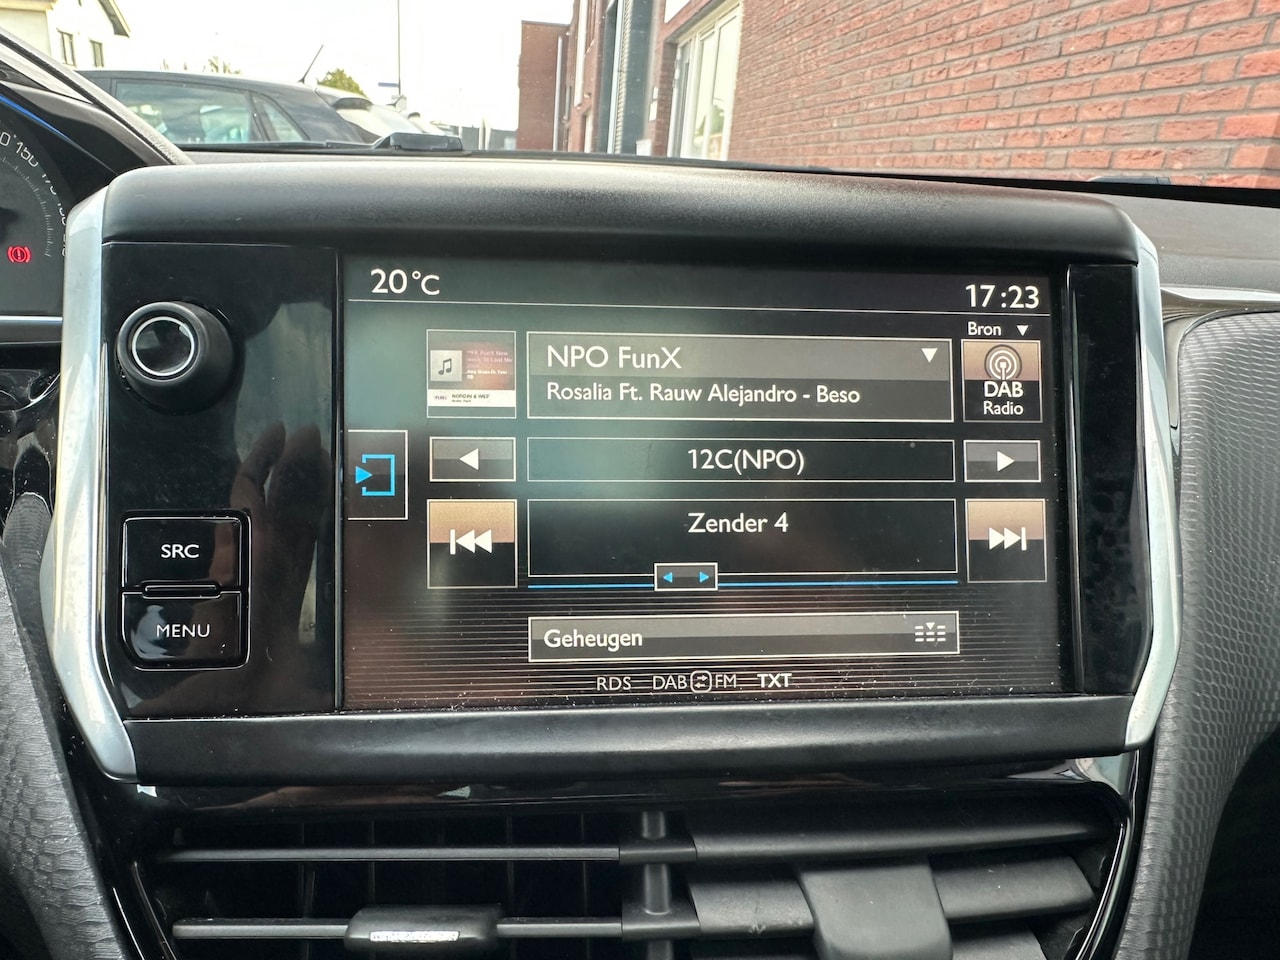 150
20°C
17:23
Bron
NPO FunX
Rosalia Ft. Rauw Alejandro - Beso
DAB
Radio
12C(NPO)
SRC
Zender 4
MENU
Geheugen
RDS DAB FM TXT